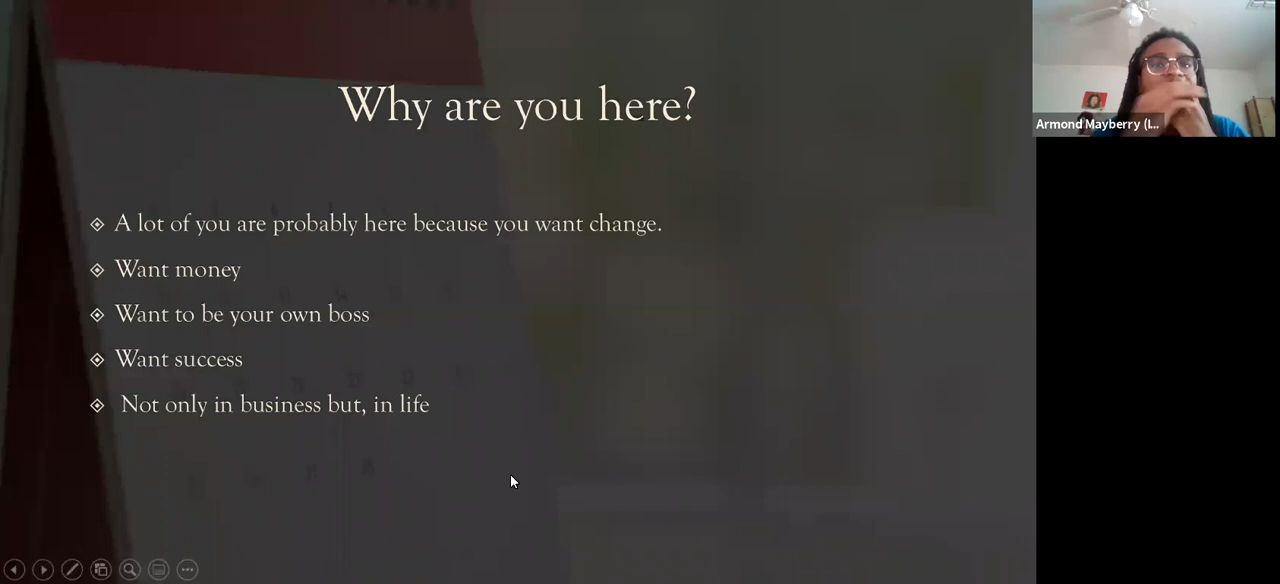 Why are you here?
A lot of you are probably here because you want change.
Want money
Want to be your own boss
Want success
Not only in business but, in life
Armond Mayberry (L...